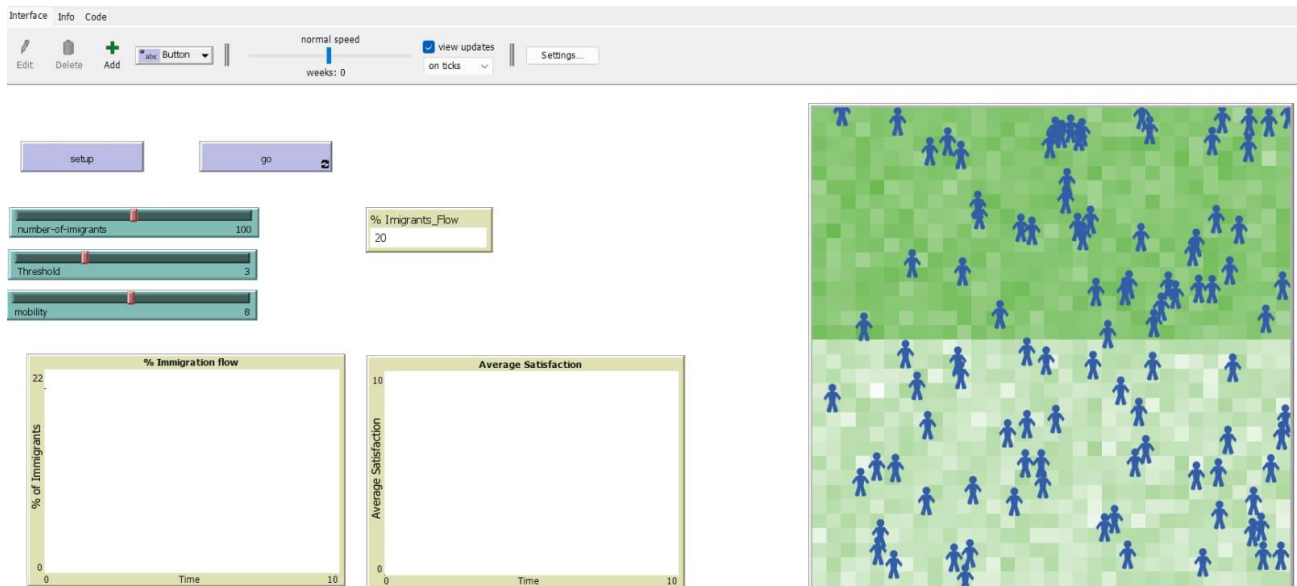 Interface Info Code
Edit Delete Add
abc Button
normal speed
weeks: 0
view updates
on ticks
Settings...
setup
go
number-of-imigrants 100
Threshold 3
mobility 8
% Imigrants_Flow
20
% Immigration flow
22
% of Immigrants
0
0 Time 10
Average Satisfaction
10
Average Satisfaction
0
0 Time 10